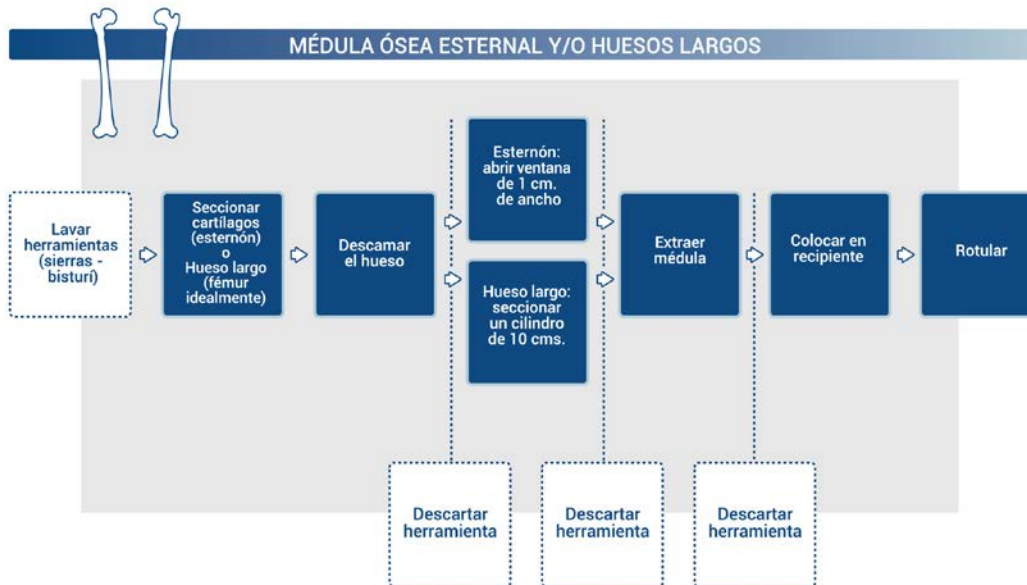 MÉDULA ÓSEA ESTERNAL Y/O HUESOS LARGOS
Lavar
herramientas
(sierras -
bisturí)
Seccionar
cartílagos
(esternón)
o
Hueso largo
(fémur
idealmente)
Descamar
el hueso
Esternón:
abrir ventana
de 1 cm.
de ancho
Hueso largo:
seccionar
un cilindro
de 10 cms.
Extraer
médula
Colocar en
recipiente
Rotular
Descartar
herramienta
Descartar
herramienta
Descartar
herramienta